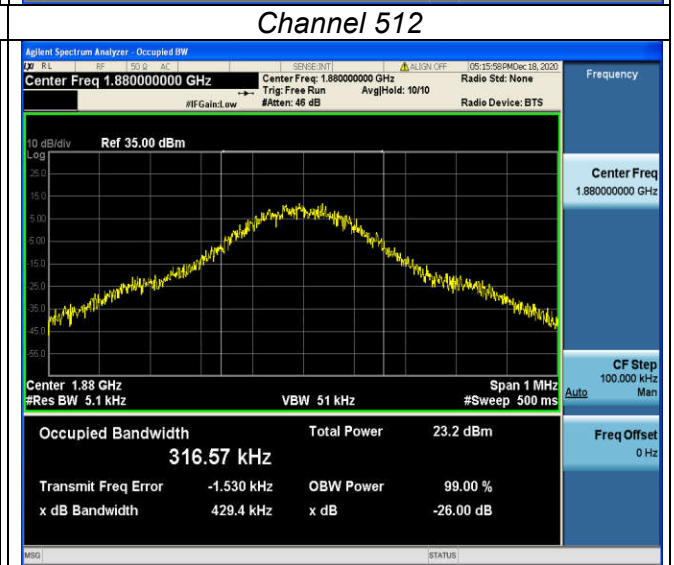 Channel 512
Agilent Spectrum Analyzer - Occupied BW
RL RF 50 Ω AC SENSE:INT ALIGN OFF 05:15:58PM Dec 18, 2020
Center Freq 1.880000000 GHz
Center Freq: 1.880000000 GHz
Radio Std: None
Trig: Free Run Avg|Hold: 10/10
#IFGain:Low #Atten: 46 dB Radio Device: BTS
Frequency
10 dB/div Ref 35.00 dBm
Log
25.0
15.0
5.00
-5.00
-15.0
-25.0
-35.0
-45.0
-55.0
Center 1.88 GHz Span 1 MHz
#Res BW 5.1 kHz VBW 51 kHz #Sweep 500 ms
Center Freq
1.880000000 GHz
CF Step
100.000 kHz
Auto Man
Freq Offset
0 Hz
Occupied Bandwidth Total Power 23.2 dBm
316.57 kHz
Transmit Freq Error -1.530 kHz OBW Power 99.00 %
x dB Bandwidth 429.4 kHz x dB -26.00 dB
MSG STATUS